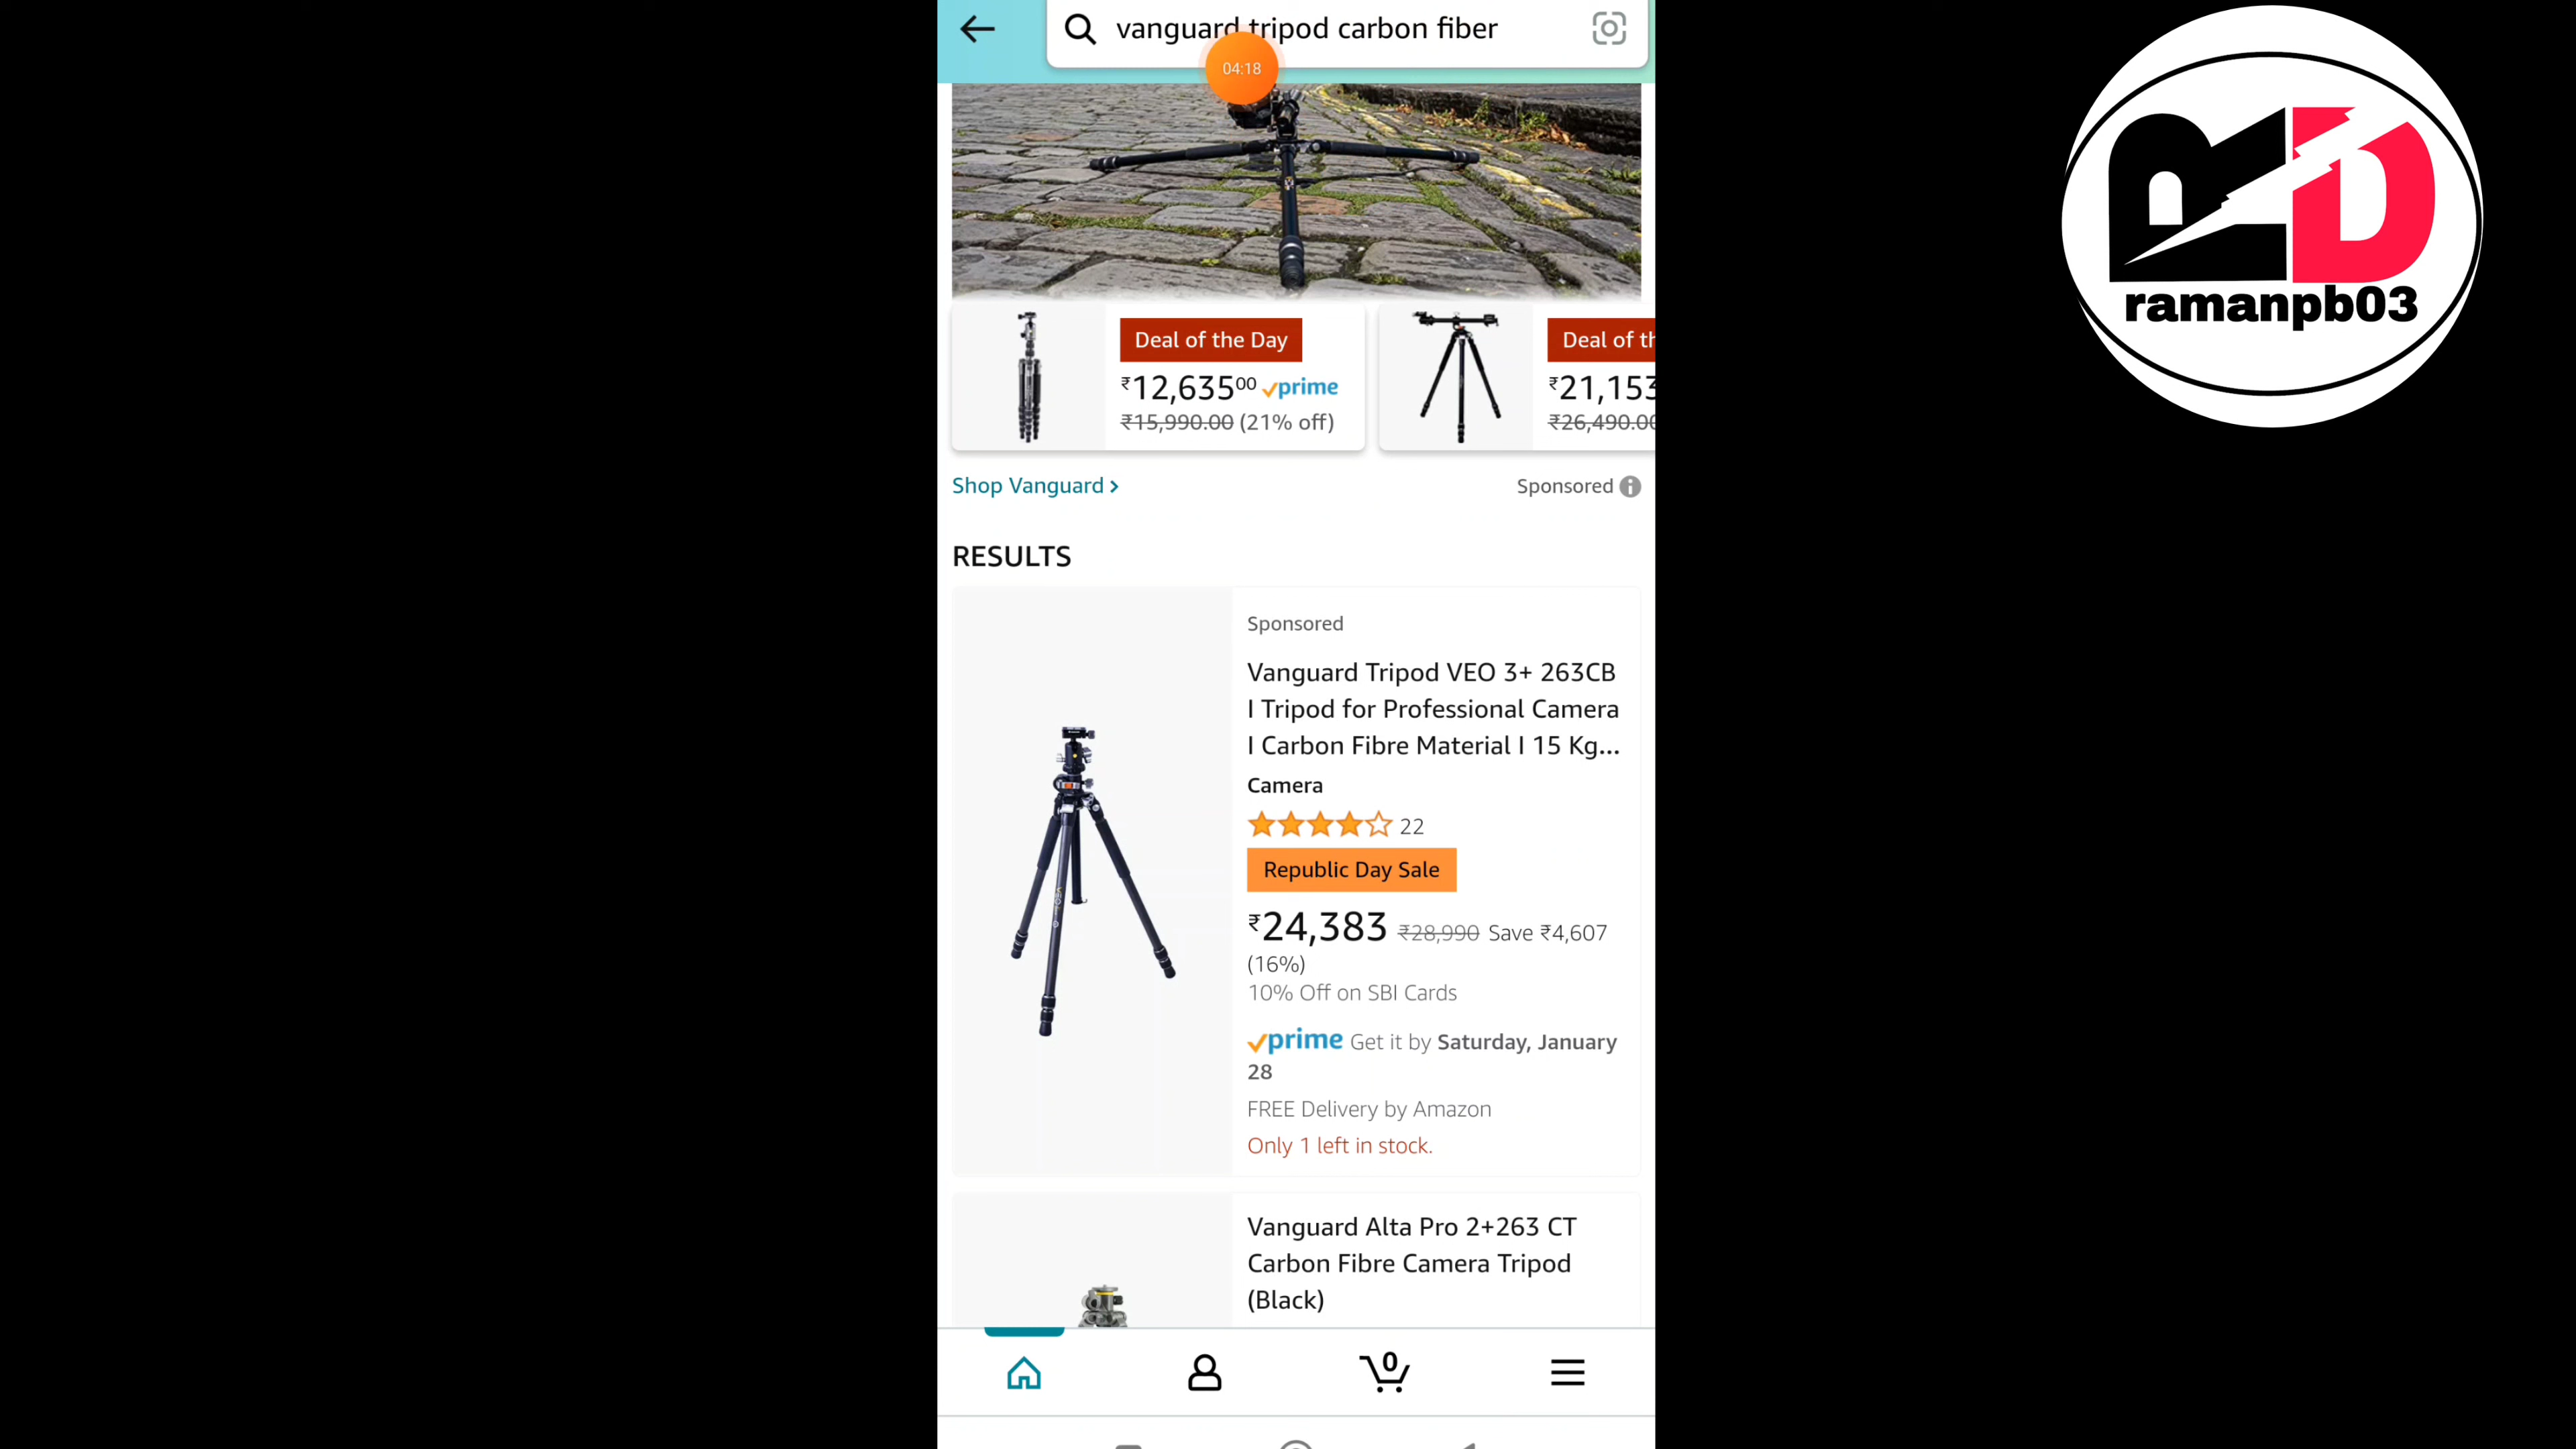 vanguard tripod carbon fiber
04:18
ramanpb03
Deal of the Day
₹12,635⁰⁰ prime
₹15,990.00 (21% off)
Deal of th
₹21,153
₹26,490.00
Shop Vanguard ›
Sponsored
RESULTS
Sponsored
Vanguard Tripod VEO 3+ 263CB
I Tripod for Professional Camera
I Carbon Fibre Material I 15 Kg...
Camera
22
Republic Day Sale
₹24,383 ₹28,990 Save ₹4,607
(16%)
10% Off on SBI Cards
prime Get it by Saturday, January
28
FREE Delivery by Amazon
Only 1 left in stock.
Vanguard Alta Pro 2+263 CT
Carbon Fibre Camera Tripod
(Black)
0